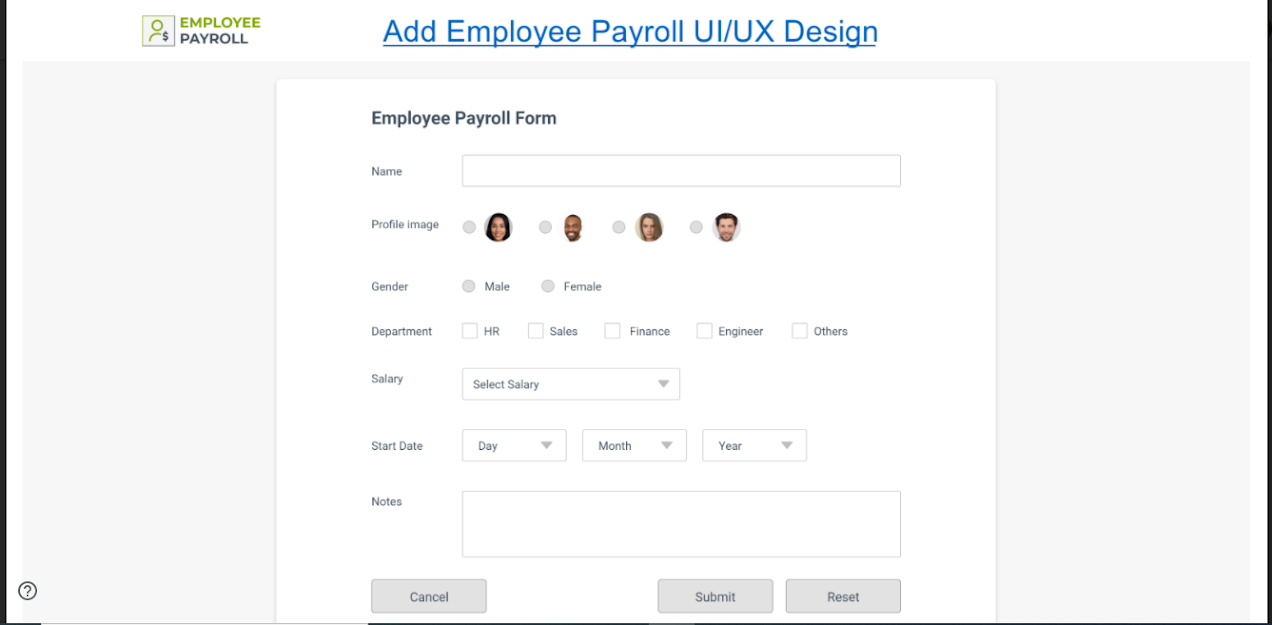 EMPLOYEE
PAYROLL
Add Employee Payroll UI/UX Design
Employee Payroll Form
Name
Profile image
Gender Male Female
Department HR Sales Finance Engineer Others
Salary Select Salary
Start Date Day Month Year
Notes
Cancel Submit Reset